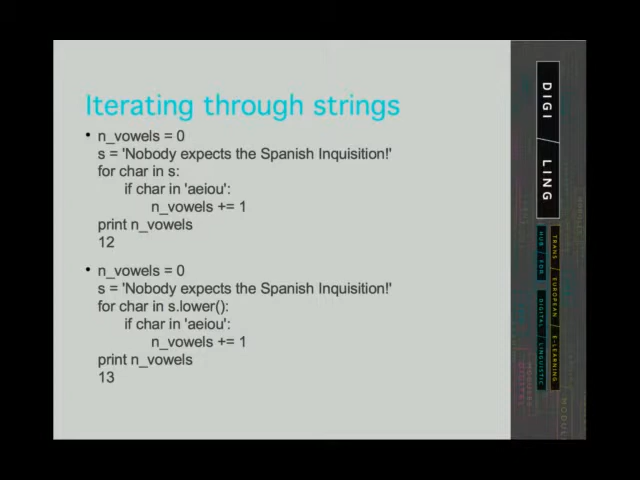 Iterating through strings
• n_vowels = 0
s = 'Nobody expects the Spanish Inquisition!'
for char in s:
if char in 'aeiou':
n_vowels += 1
print n_vowels
12
• n_vowels = 0
s = 'Nobody expects the Spanish Inquisition!'
for char in s.lower():
if char in 'aeiou':
n_vowels += 1
print n_vowels
13
DIGI / LING
TRANS / EUROPEAN / E-LEARNING
HUB / FOR
DIGITAL / LINGUISTIC